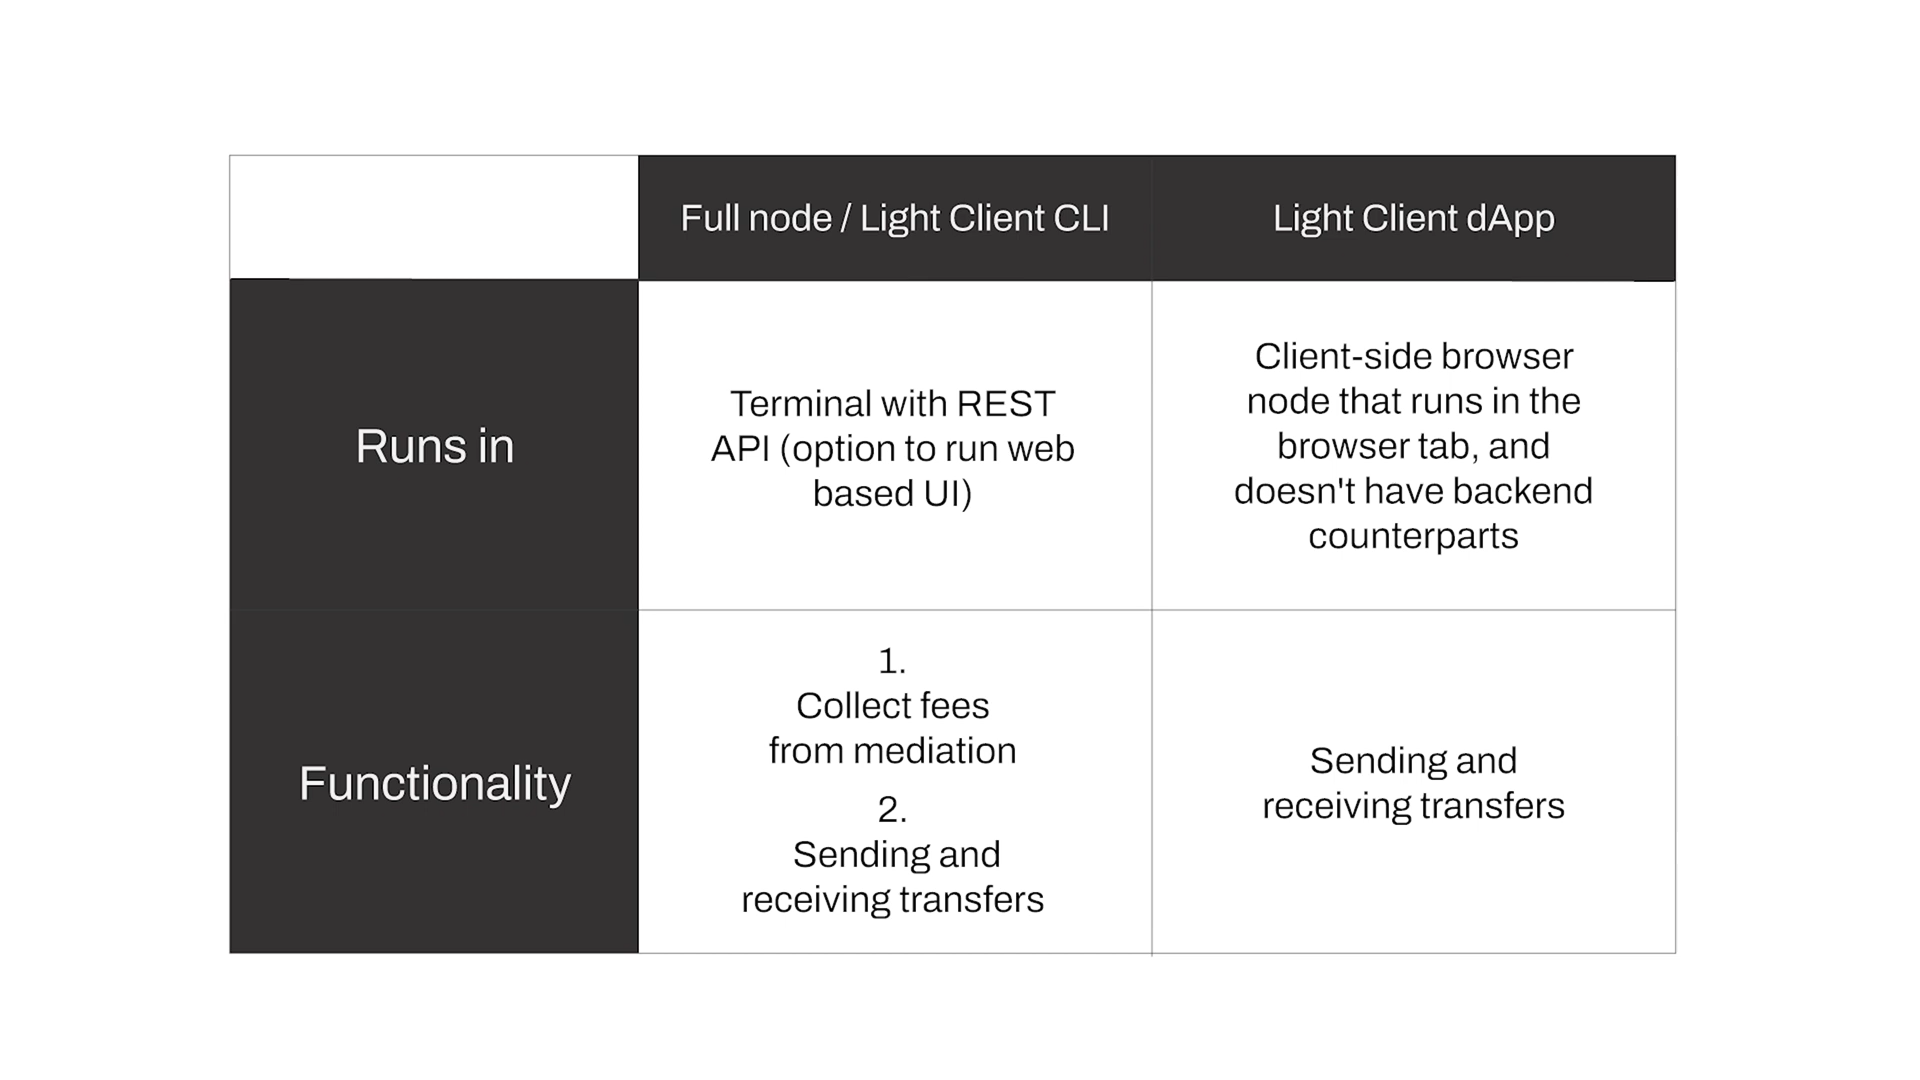 Full node / Light Client CLI
Light Client dApp
Runs in
Terminal with REST
API (option to run web
based UI)
Client-side browser
node that runs in the
browser tab, and
doesn't have backend
counterparts
Functionality
1.
Collect fees
from mediation
2.
Sending and
receiving transfers
Sending and
receiving transfers